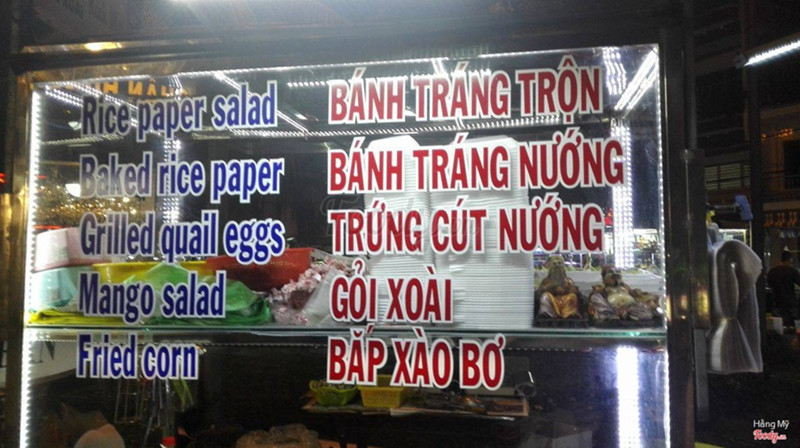 Rice paper salad BÁNH TRÁNG TRỘN
Baked rice paper BÁNH TRÁNG NƯỚNG
Grilled quail eggs TRỨNG CÚT NƯỚNG
Mango salad GỎI XOÀI
Fried corn BẮP XÀO BƠ
Hằng Mỹ
Foody.vn